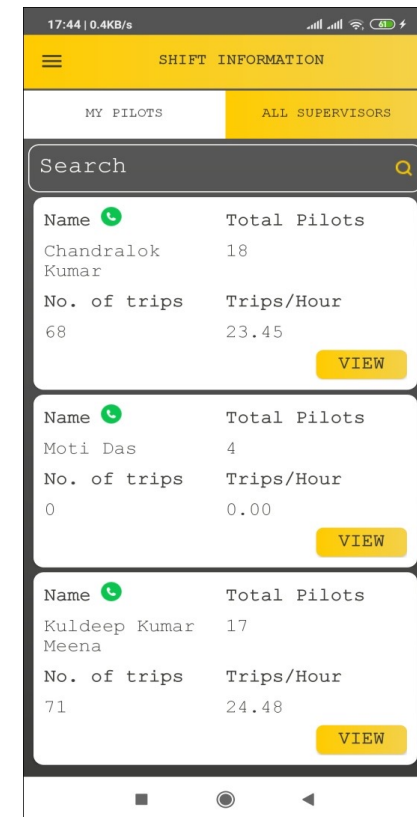 17:44 | 0.4KB/s 61
SHIFT INFORMATION
MY PILOTS ALL SUPERVISORS
Search
Name Total Pilots
Chandralok 18
Kumar
No. of trips Trips/Hour
68 23.45
VIEW
Name Total Pilots
Moti Das 4
No. of trips Trips/Hour
0 0.00
VIEW
Name Total Pilots
Kuldeep Kumar 17
Meena
No. of trips Trips/Hour
71 24.48
VIEW